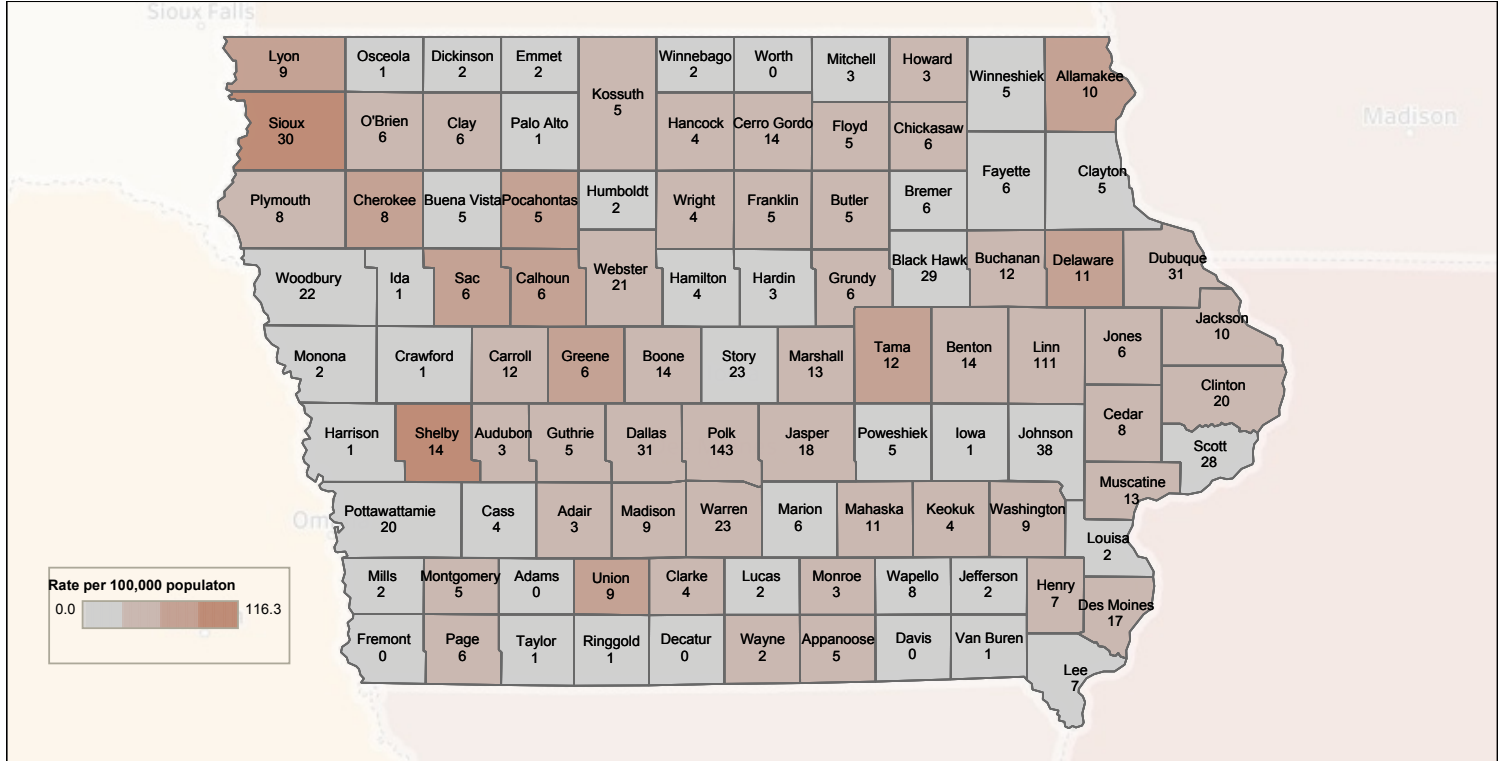 Sioux Falls
Lyon
9
Osceola
1
Dickinson
2
Emmet
2
Kossuth
5
Winnebago
2
Worth
0
Mitchell
3
Howard
3
Winneshiek
5
Allamakee
10
Madison
Sioux
30
O'Brien
6
Clay
6
Palo Alto
1
Hancock
4
Cerro Gordo
14
Floyd
5
Chickasaw
6
Fayette
6
Clayton
5
Plymouth
8
Cherokee
8
Buena Vista
5
Pocahontas
5
Humboldt
2
Wright
4
Franklin
5
Butler
5
Bremer
6
Woodbury
22
Ida
1
Sac
6
Calhoun
6
Webster
21
Hamilton
4
Hardin
3
Grundy
6
Black Hawk
29
Buchanan
12
Delaware
11
Dubuque
31
Jackson
10
Monona
2
Crawford
1
Carroll
12
Greene
6
Boone
14
Story
23
Marshall
13
Tama
12
Benton
14
Linn
111
Jones
6
Clinton
20
Harrison
1
Shelby
14
Audubon
3
Guthrie
5
Dallas
31
Polk
143
Jasper
18
Poweshiek
5
Iowa
1
Johnson
38
Cedar
8
Scott
28
Muscatine
13
Om
Pottawattamie
20
Cass
4
Adair
3
Madison
9
Warren
23
Marion
6
Mahaska
11
Keokuk
4
Washington
9
Louisa
2
Mills
2
Montgomery
5
Adams
0
Union
9
Clarke
4
Lucas
2
Monroe
3
Wapello
8
Jefferson
2
Henry
7
Des Moines
17
Fremont
0
Page
6
Taylor
1
Ringgold
1
Decatur
0
Wayne
2
Appanoose
5
Davis
0
Van Buren
1
Lee
7
Rate per 100,000 populaton
0.0
116.3